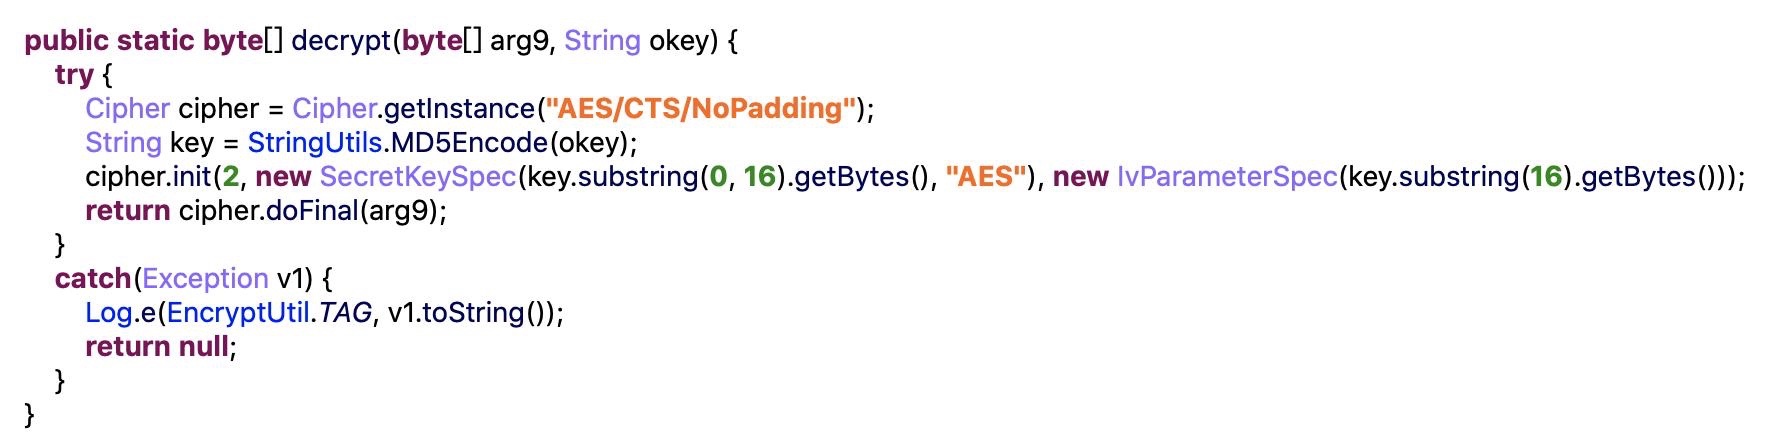 public static byte[] decrypt(byte[] arg9, String okey) {
try {
Cipher cipher = Cipher.getInstance("AES/CTS/NoPadding");
String key = StringUtils.MD5Encode(okey);
cipher.init(2, new SecretKeySpec(key.substring(0, 16).getBytes(), "AES"), new IvParameterSpec(key.substring(16).getBytes()));
return cipher.doFinal(arg9);
}
catch(Exception v1) {
Log.e(EncryptUtil.TAG, v1.toString());
return null;
}
}